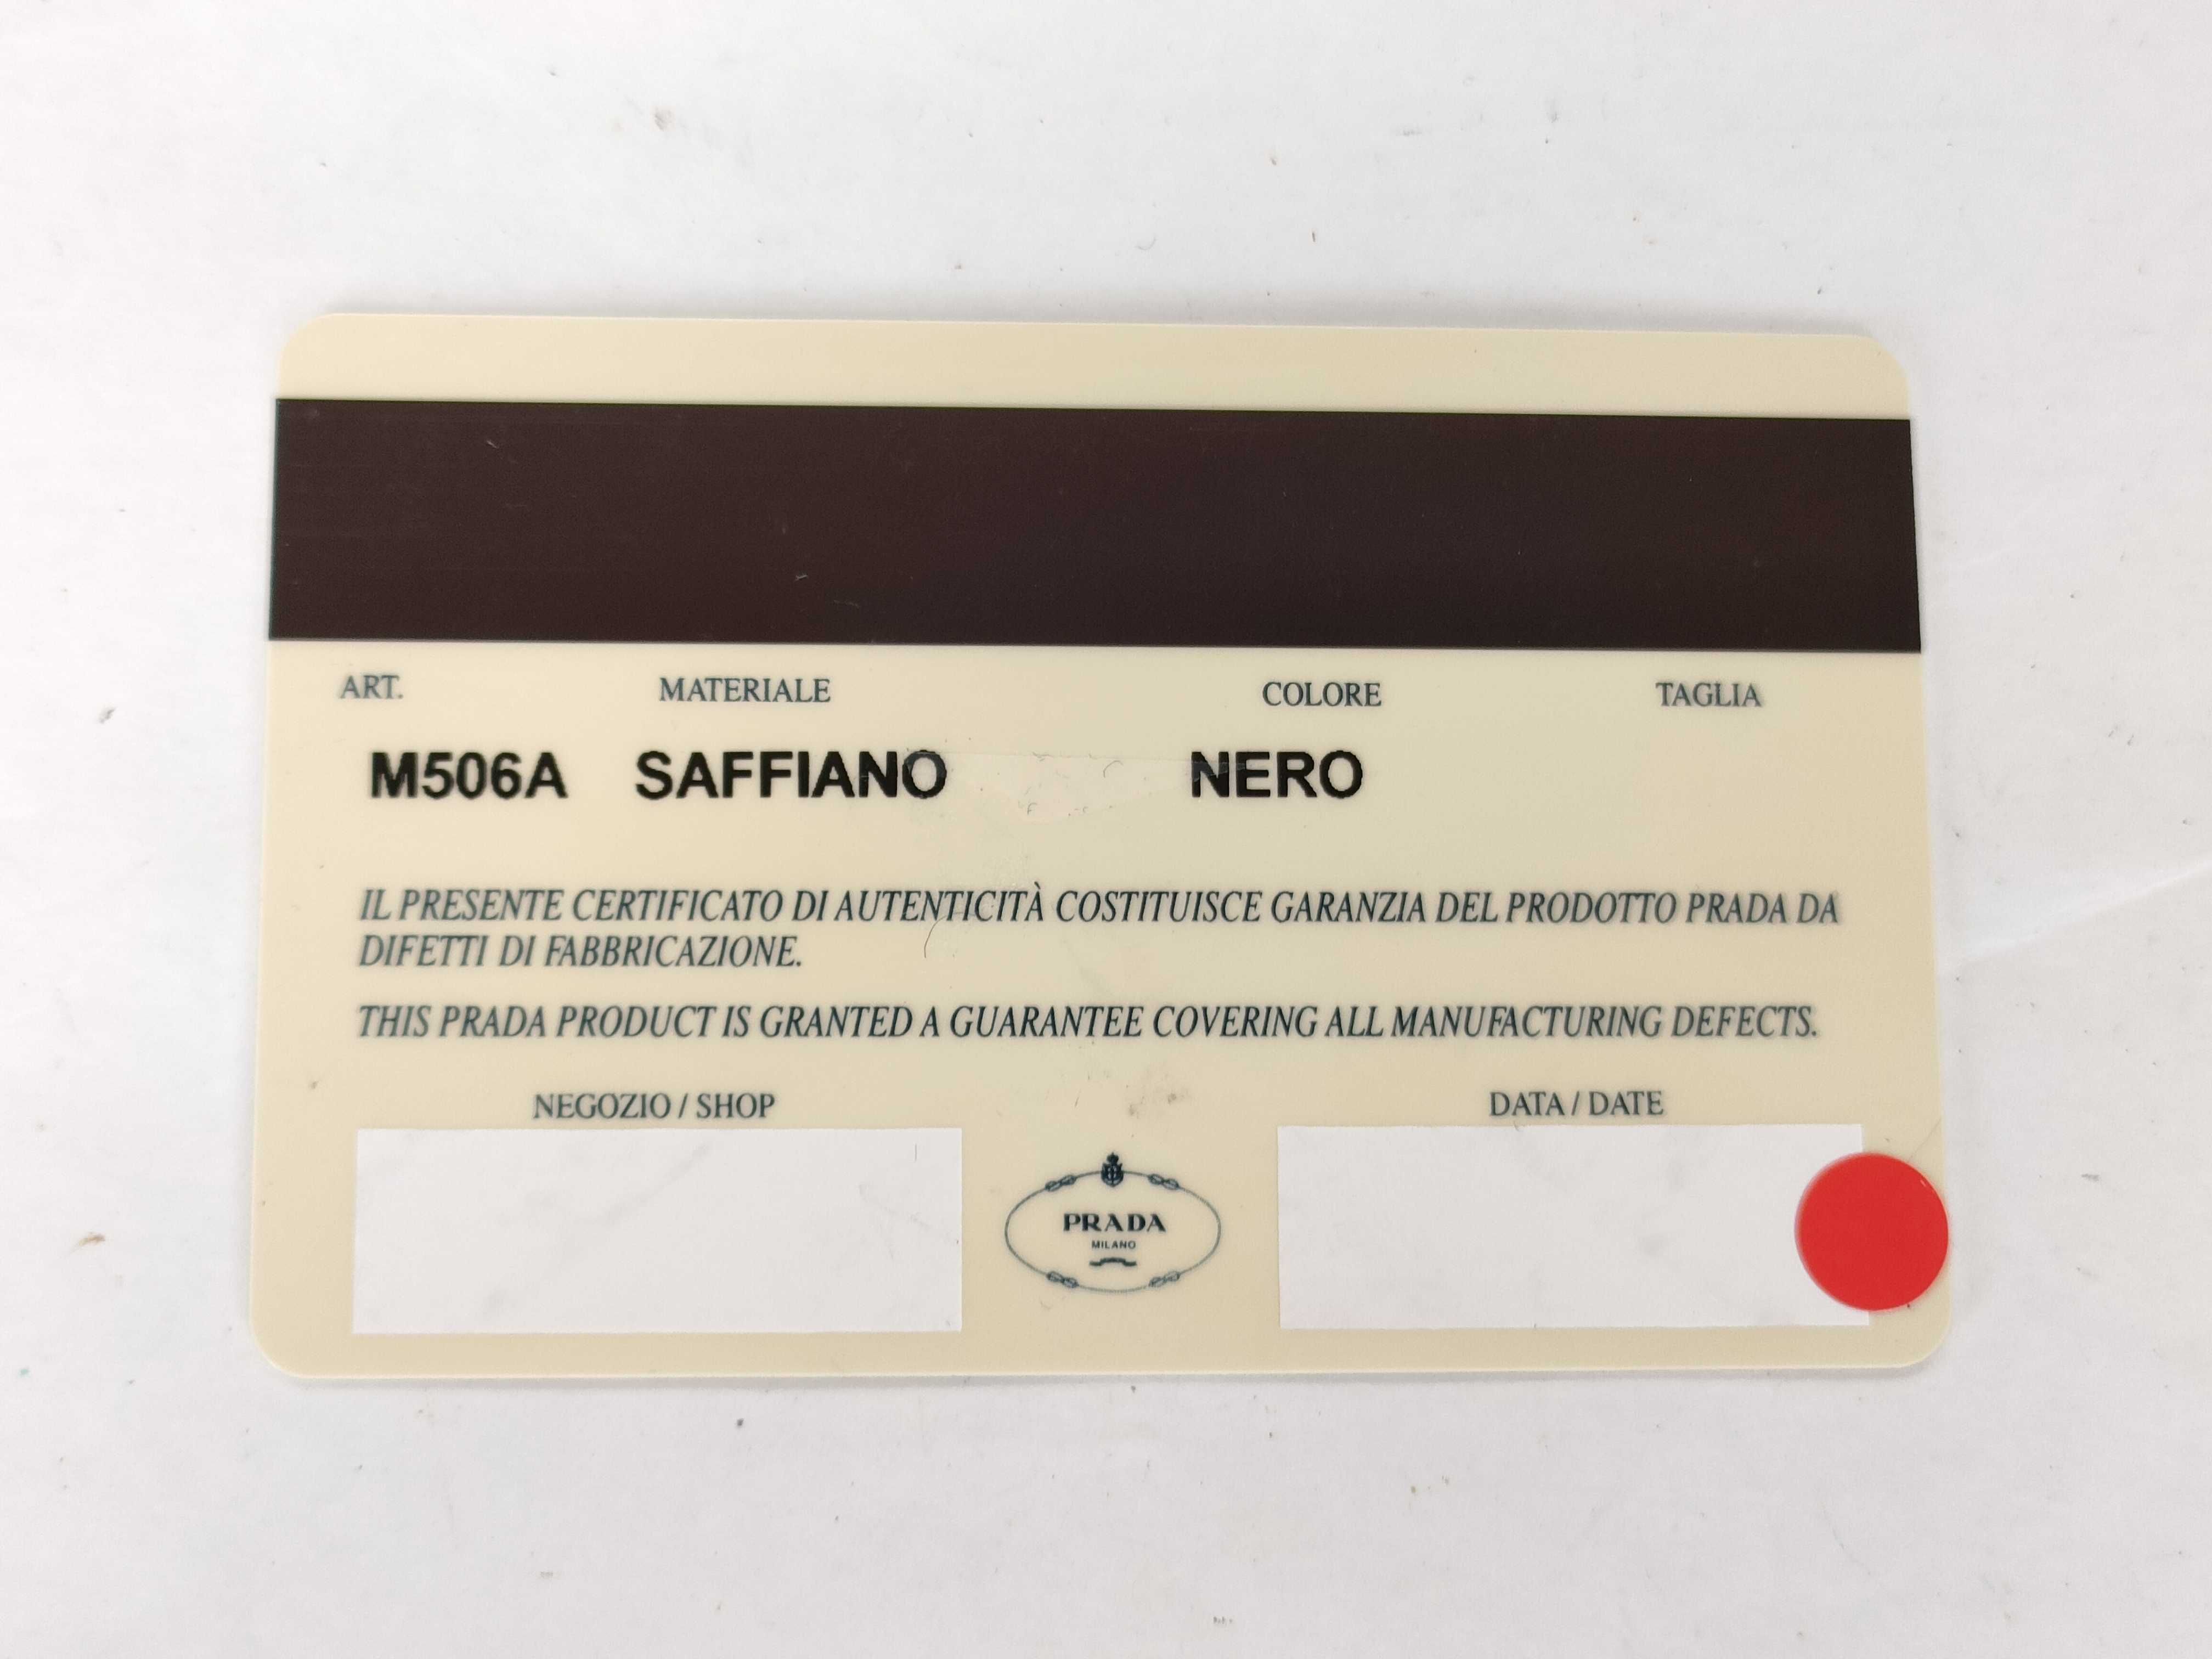 ART. MATERIALE COLORE TAGLIA
M506A SAFFIANO NERO
IL PRESENTE CERTIFICATO DI AUTENTICITÀ COSTITUISCE GARANZIA DEL PRODOTTO PRADA DA
DIFETTI DI FABBRICAZIONE.
THIS PRADA PRODUCT IS GRANTED A GUARANTEE COVERING ALL MANUFACTURING DEFECTS.
NEGOZIO / SHOP DATA / DATE
PRADA
MILANO